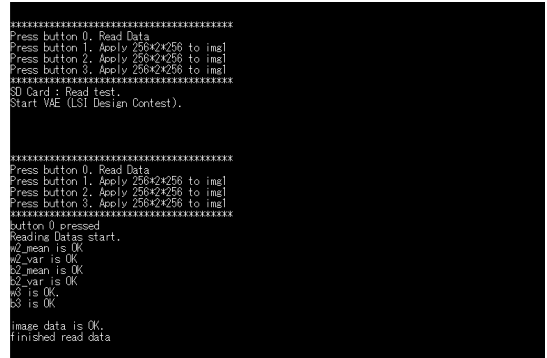 ****************************************
Press button 0. Read Data
Press button 1. Apply 256*2*256 to img1
Press button 2. Apply 256*2*256 to img1
Press button 3. Apply 256*2*256 to img1
****************************************
SD Card : Read test.
Start VAE (LSI Design Contest).
****************************************
Press button 0. Read Data
Press button 1. Apply 256*2*256 to img1
Press button 2. Apply 256*2*256 to img1
Press button 3. Apply 256*2*256 to img1
****************************************
button 0 pressed
Reading Datas start.
w2_mean is OK
w2_var is OK
b2_mean is OK
b2_var is OK
w3 is OK.
b3 is OK
image data is OK.
finished read data